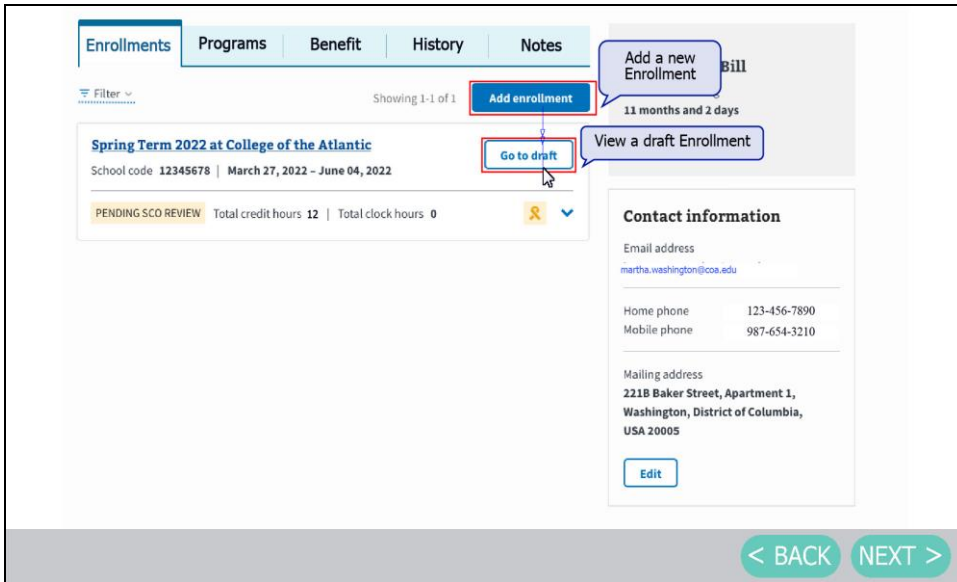 Enrollments Programs Benefit History Notes
Filter
Showing 1-1 of 1
Add enrollment
Add a new
Enrollment
Spring Term 2022 at College of the Atlantic
School code 12345678 | March 27, 2022 – June 04, 2022
Go to draft
View a draft Enrollment
PENDING SCO REVIEW Total credit hours 12 | Total clock hours 0
Bill
11 months and 2 days
Contact information
Email address
martha.washington@coa.edu
Home phone 123-456-7890
Mobile phone 987-654-3210
Mailing address
221B Baker Street, Apartment 1,
Washington, District of Columbia,
USA 20005
Edit
< BACK NEXT >